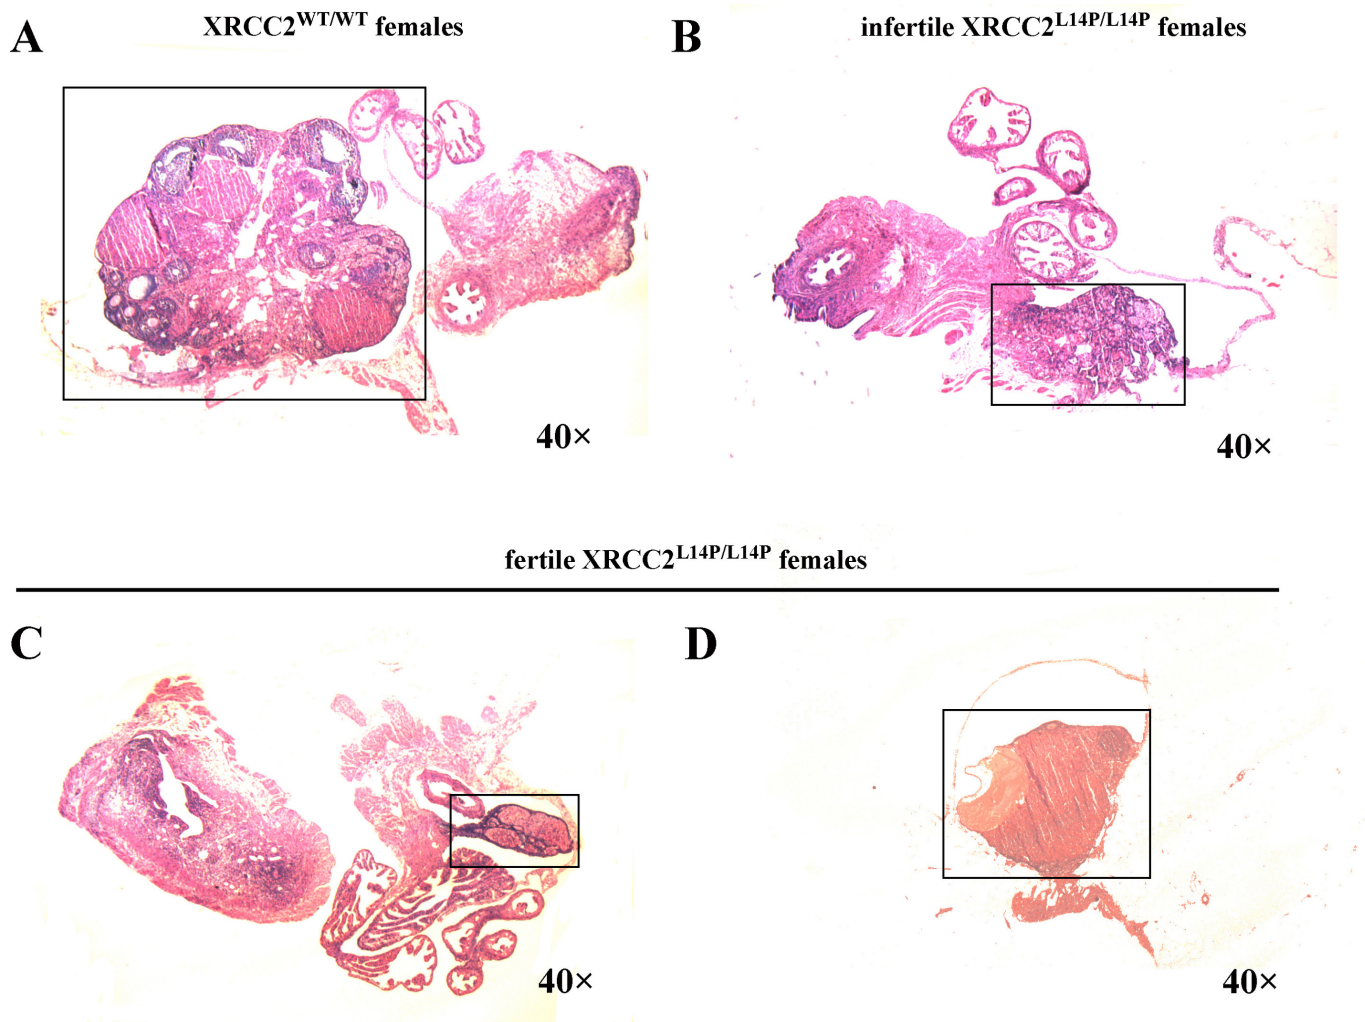 A
XRCC2WT/WT females
B
infertile XRCC2L14P/L14P females
40×
40×
fertile XRCC2L14P/L14P females
C
D
40×
40×